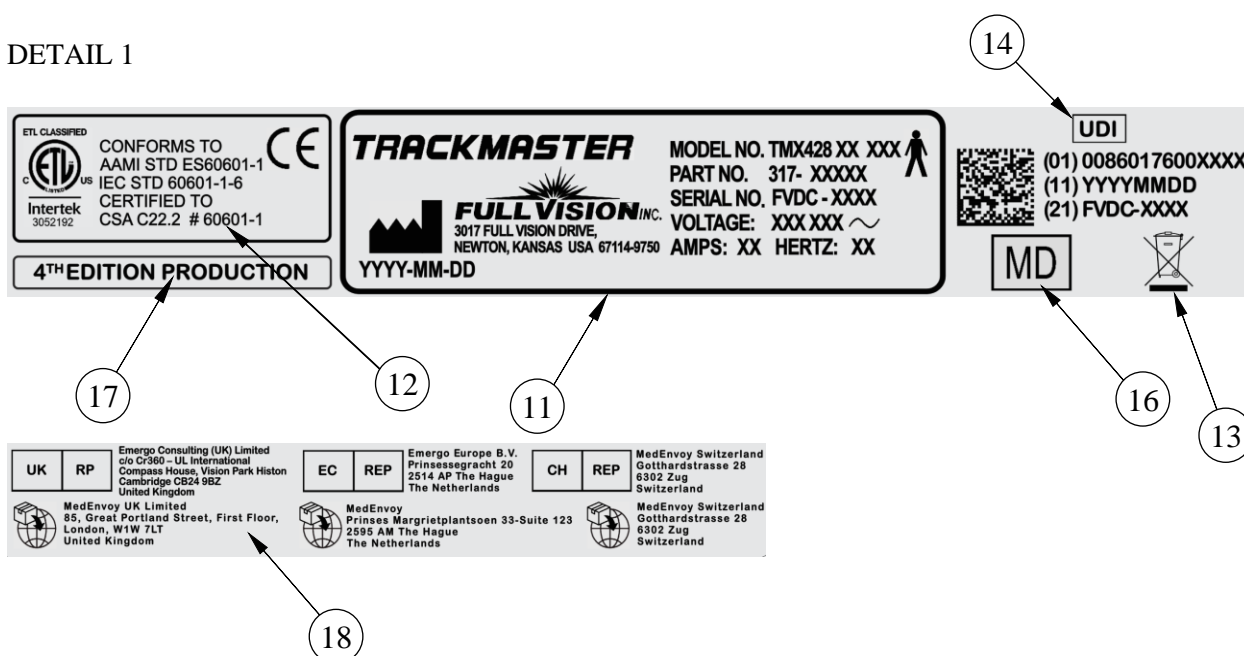 DETAIL 1
14
ETL CLASSIFIED
ETL
LISTED
C US
Intertek
3052192
CONFORMS TO
AAMI STD ES60601-1
IEC STD 60601-1-6
CERTIFIED TO
CSA C22.2 # 60601-1
CE
4TH EDITION PRODUCTION
TRACKMASTER
FULL VISION INC.
3017 FULL VISION DRIVE,
NEWTON, KANSAS USA 67114-9750
YYYY-MM-DD
MODEL NO. TMX428 XX XXX
PART NO. 317- XXXXX
SERIAL NO. FVDC - XXXX
VOLTAGE: XXX XXX ~
AMPS: XX HERTZ: XX
UDI
(01) 0086017600XXXX
(11) YYYYMMDD
(21) FVDC-XXXX
MD
17
12
11
16
13
UK RP
Emergo Consulting (UK) Limited
c/o Cr360 – UL International
Compass House, Vision Park Histon
Cambridge CB24 9BZ
United Kingdom
EC REP
Emergo Europe B.V.
Prinsessegracht 20
2514 AP The Hague
The Netherlands
CH REP
MedEnvoy Switzerland
Gotthardstrasse 28
6302 Zug
Switzerland
MedEnvoy UK Limited
85, Great Portland Street, First Floor,
London, W1W 7LT
United Kingdom
MedEnvoy
Prinses Margrietplantsoen 33-Suite 123
2595 AM The Hague
The Netherlands
MedEnvoy Switzerland
Gotthardstrasse 28
6302 Zug
Switzerland
18